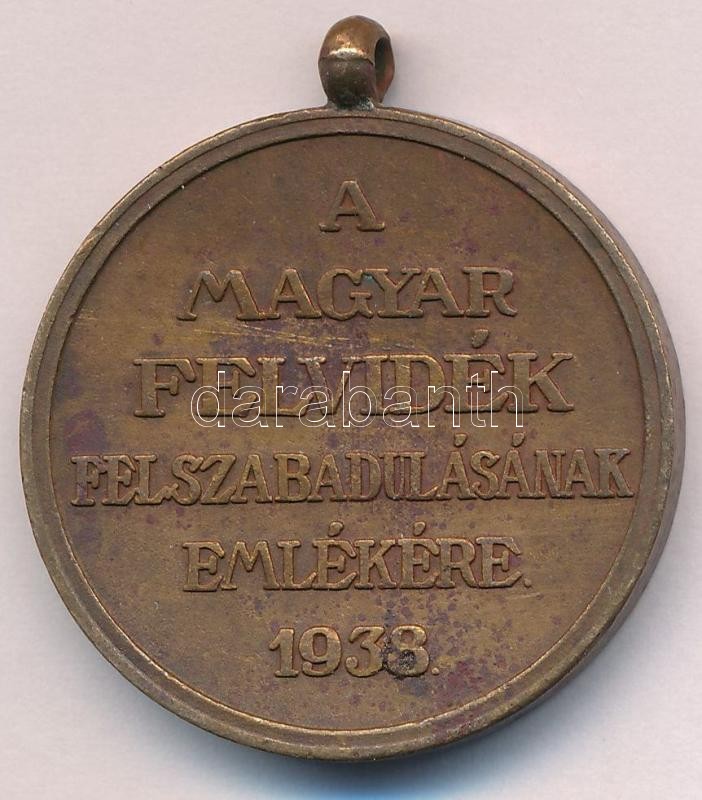 A
MAGYAR
FELVIDÉK
darabanth
FELSZABADULÁSÁNAK
EMLÉKÉRE.
1938.